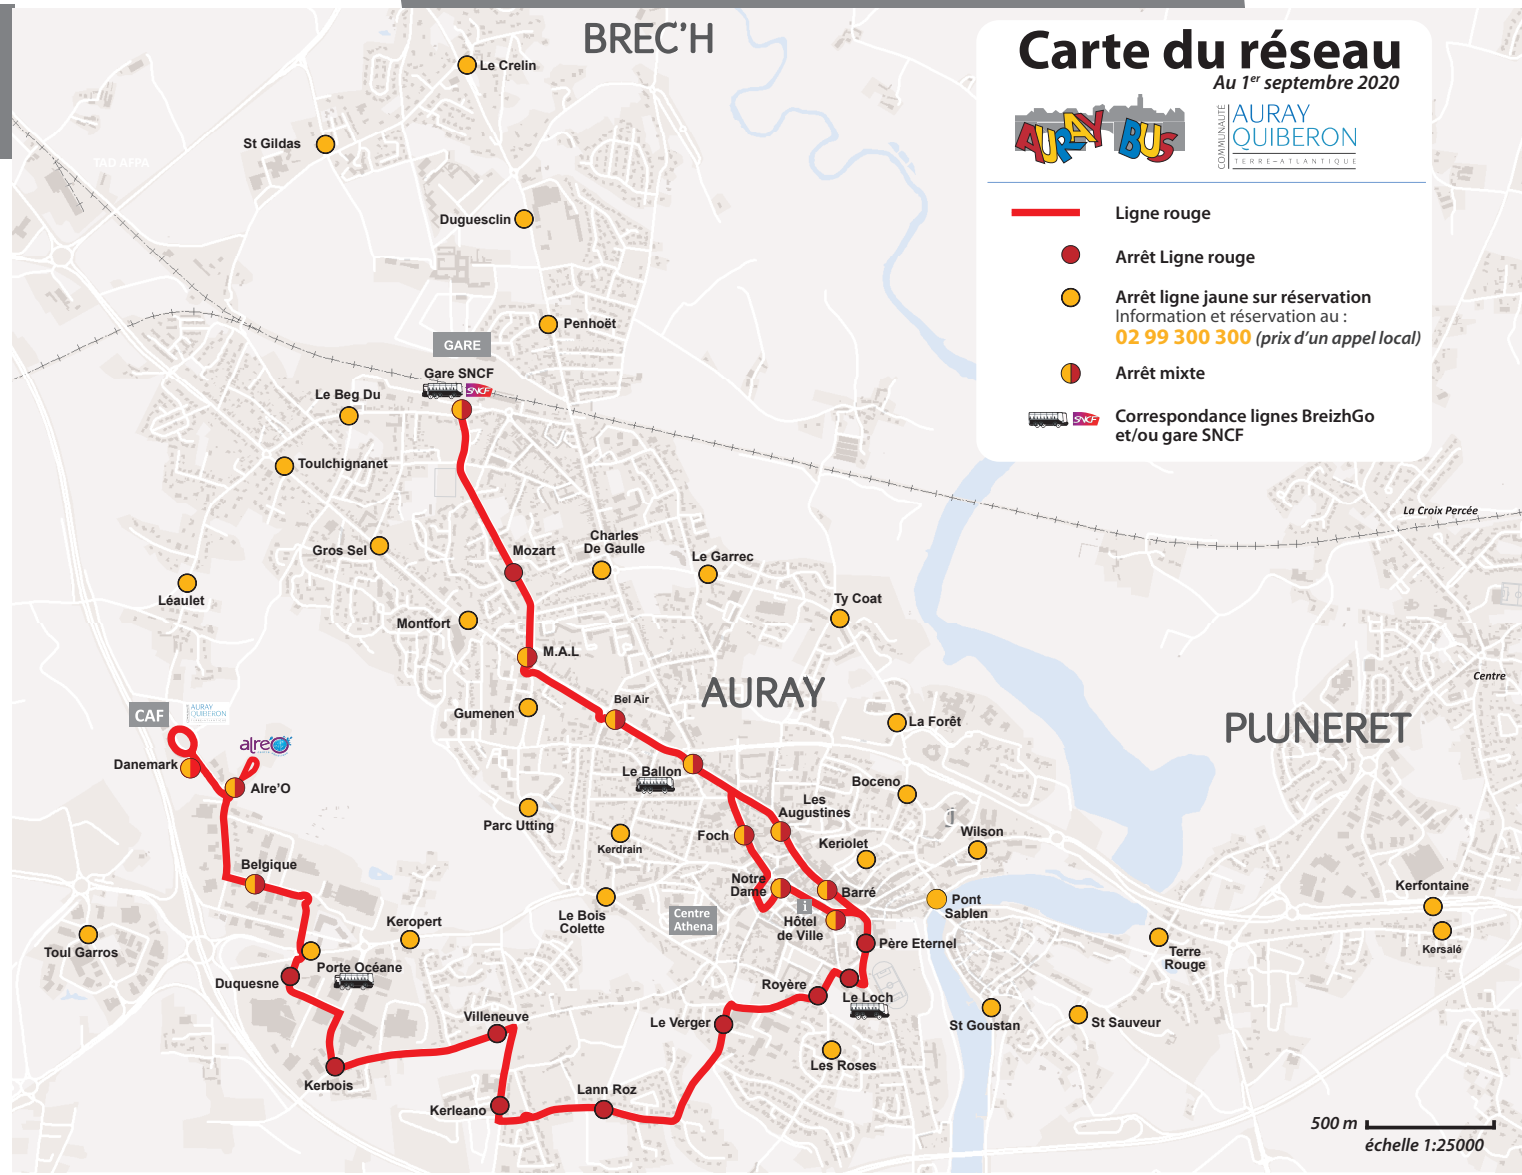 BREC'H
Carte du réseau
Au 1er septembre 2020
AURAY BUS
COMMUNAUTÉ
AURAY
QUIBERON
TERRE-ATLANTIQUE
Ligne rouge
Arrêt Ligne rouge
Arrêt ligne jaune sur réservation
Information et réservation au :
02 99 300 300 (prix d'un appel local)
Arrêt mixte
SNCF
Correspondance lignes BreizhGo
et/ou gare SNCF
Le Crelin
St Gildas
TAD AFPA
Duguesclin
Penhoët
GARE
Gare SNCF
SNCF
Le Beg Du
Toulchignanet
La Croix Percée
Gros Sel
Mozart
Charles
De Gaulle
Le Garrec
Léaulet
Ty Coat
Montfort
M.A.L
Centre
AURAY
Bel Air
Gumenen
La Forêt
PLUNERET
CAF
AURAY
QUIBERON
alre
Danemark
Alre'O
Le Ballon
Boceno
Les
Augustines
Parc Utting
Foch
Wilson
Keriolet
Kerdrain
Belgique
Notre
Dame
Barré
Kerfontaine
Pont
Sablen
i
Le Bois
Colette
Centre
Athena
Hôtel
de Ville
Keropert
Père Eternel
Kersalé
Toul Garros
Terre
Rouge
Porte Océane
Duquesne
Royère
Le Loch
Villeneuve
Le Verger
St Goustan
St Sauveur
Les Roses
Kerbois
Lann Roz
Kerleano
500 m
échelle 1:25000